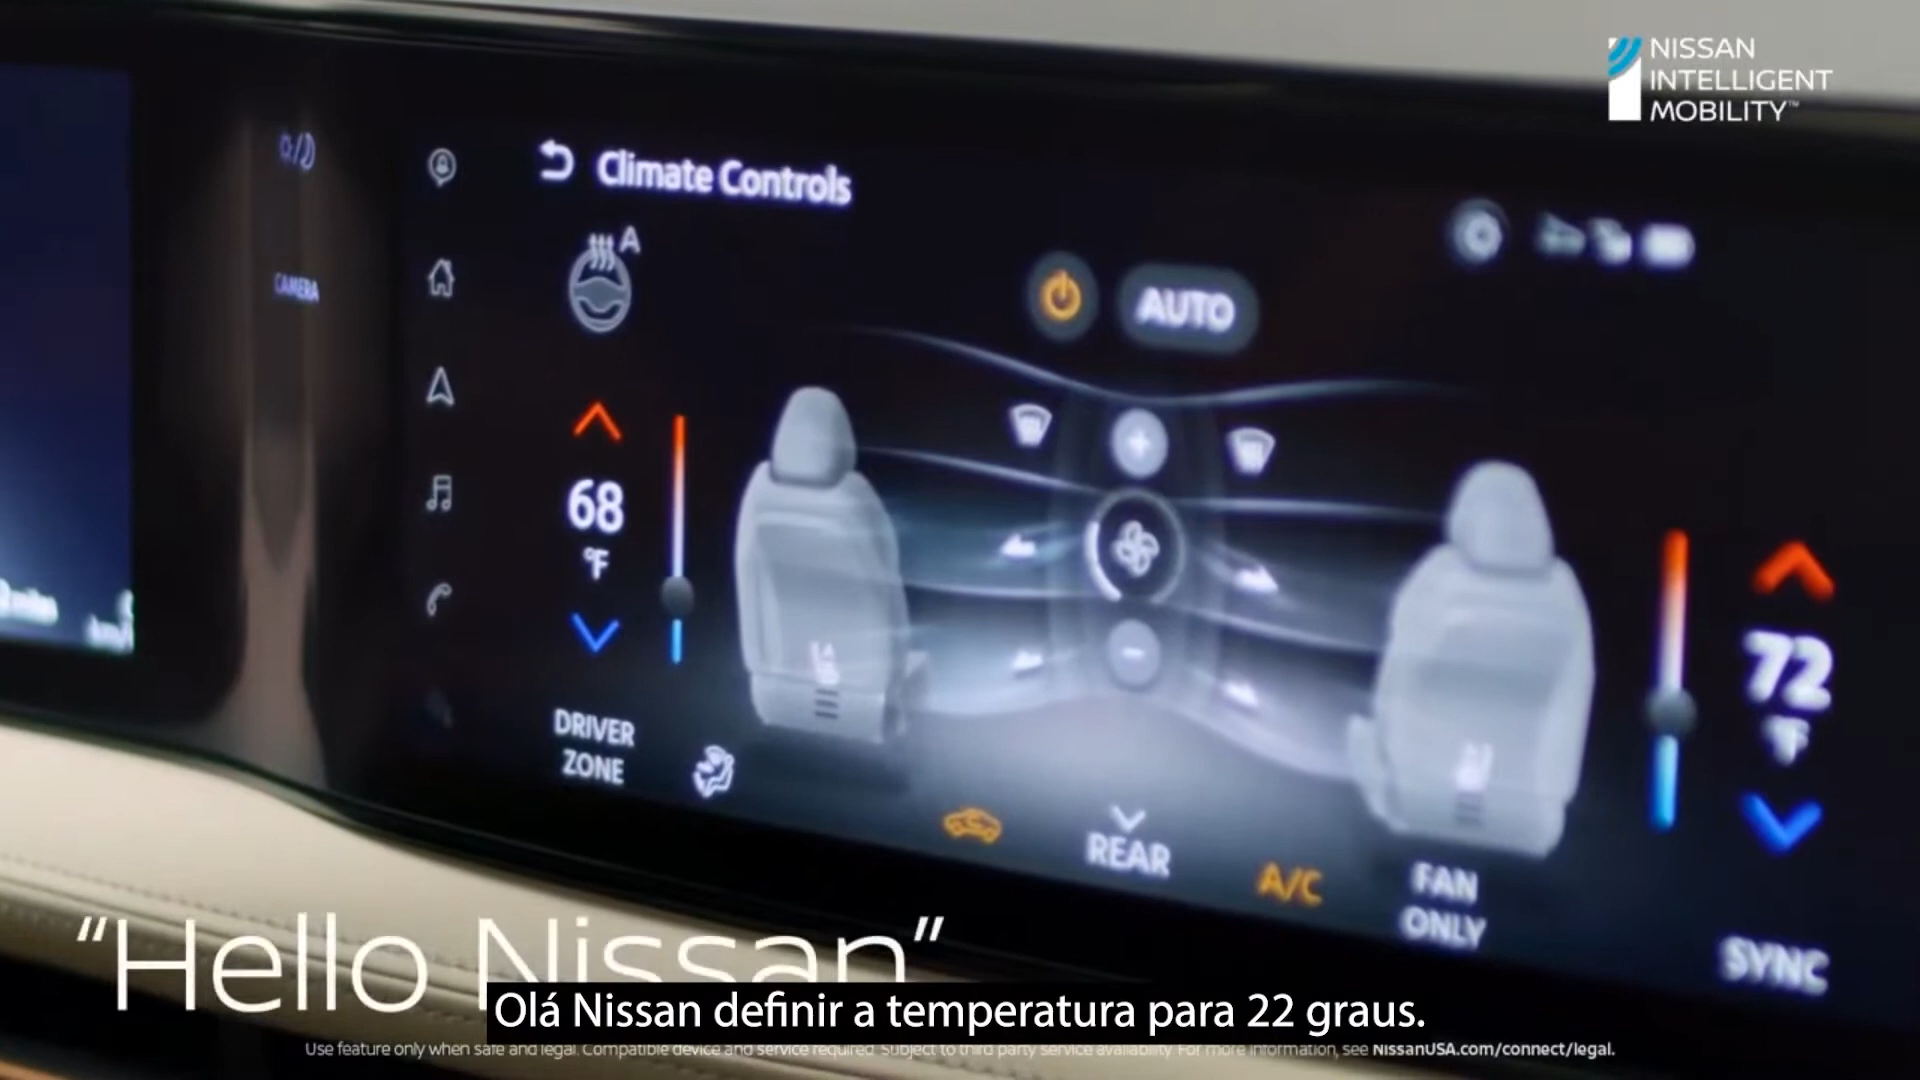 NISSAN
INTELLIGENT
MOBILITY™
CAMERA
Climate Controls
A
AUTO
68
°F
72
°F
DRIVER
ZONE
REAR
A/C
FAN
ONLY
SYNC
“Hello Nissan”
Olá Nissan definir a temperatura para 22 graus.
Use feature only when safe and legal. Compatible device and service required. Subject to third party service availability. For more information, see NissanUSA.com/connect/legal.